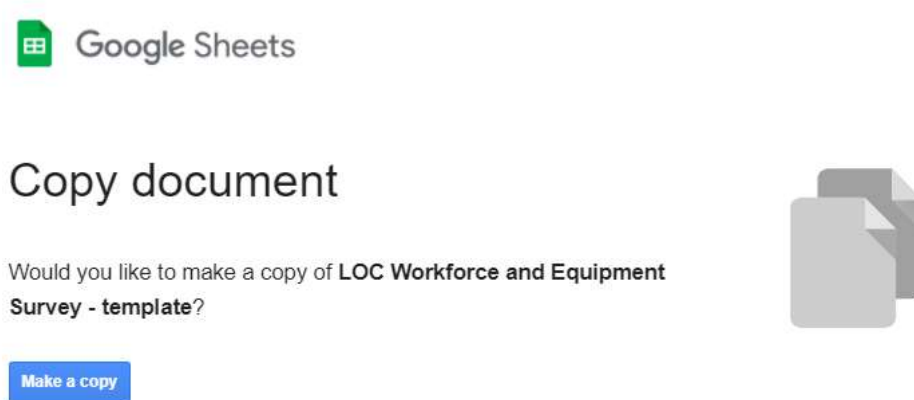 Google Sheets
Copy document
Would you like to make a copy of LOC Workforce and Equipment
Survey - template?
Make a copy